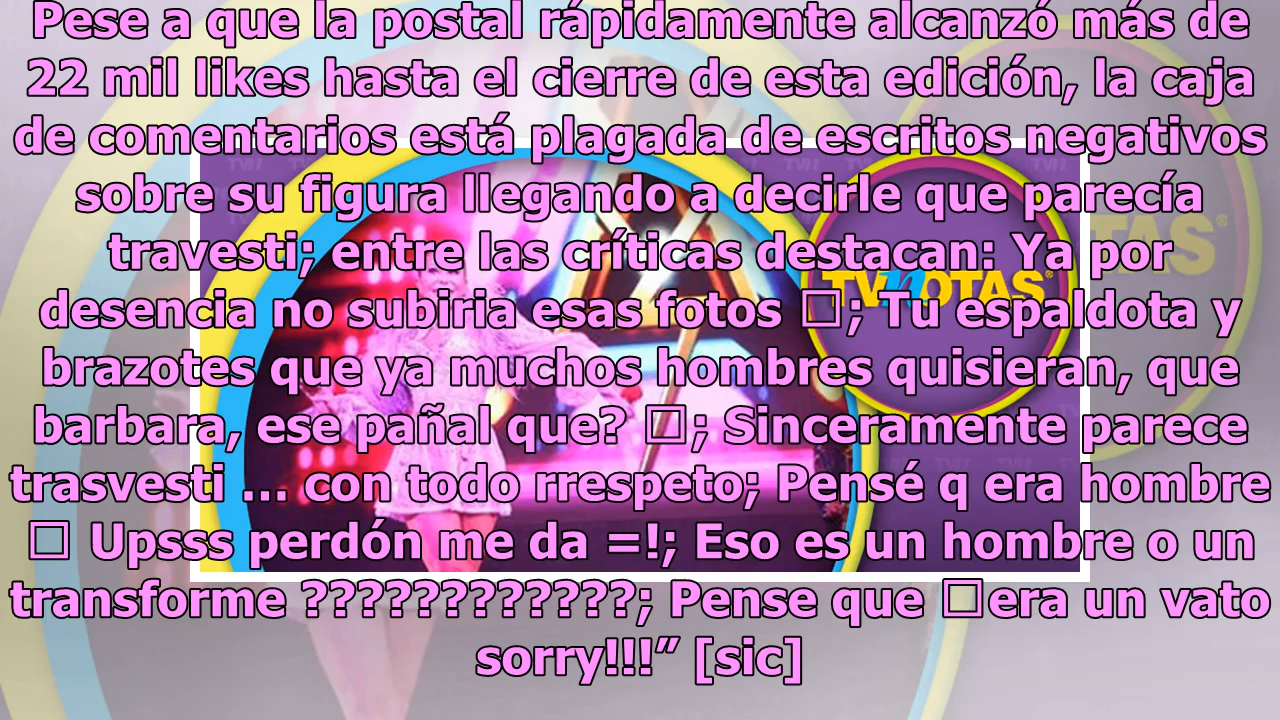 Pese a que la postal rápidamente alcanzó más de
22 mil likes hasta el cierre de esta edición, la caja
de comentarios está plagada de escritos negativos
sobre su figura llegando a decirle que parecía
travesti; entre las críticas destacan: Ya por
desencia no subiria esas fotos □; Tu espaldota y
brazotes que ya muchos hombres quisieran, que
barbara, ese pañal que? □; Sinceramente parece
trasvesti ... con todo rrespeto; Pensé q era hombre
□ Upsss perdón me da =!; Eso es un hombre o un
transforme ????????????; Pense que □era un vato
sorry!!!” [sic]
TVNOTAS®
TAS®